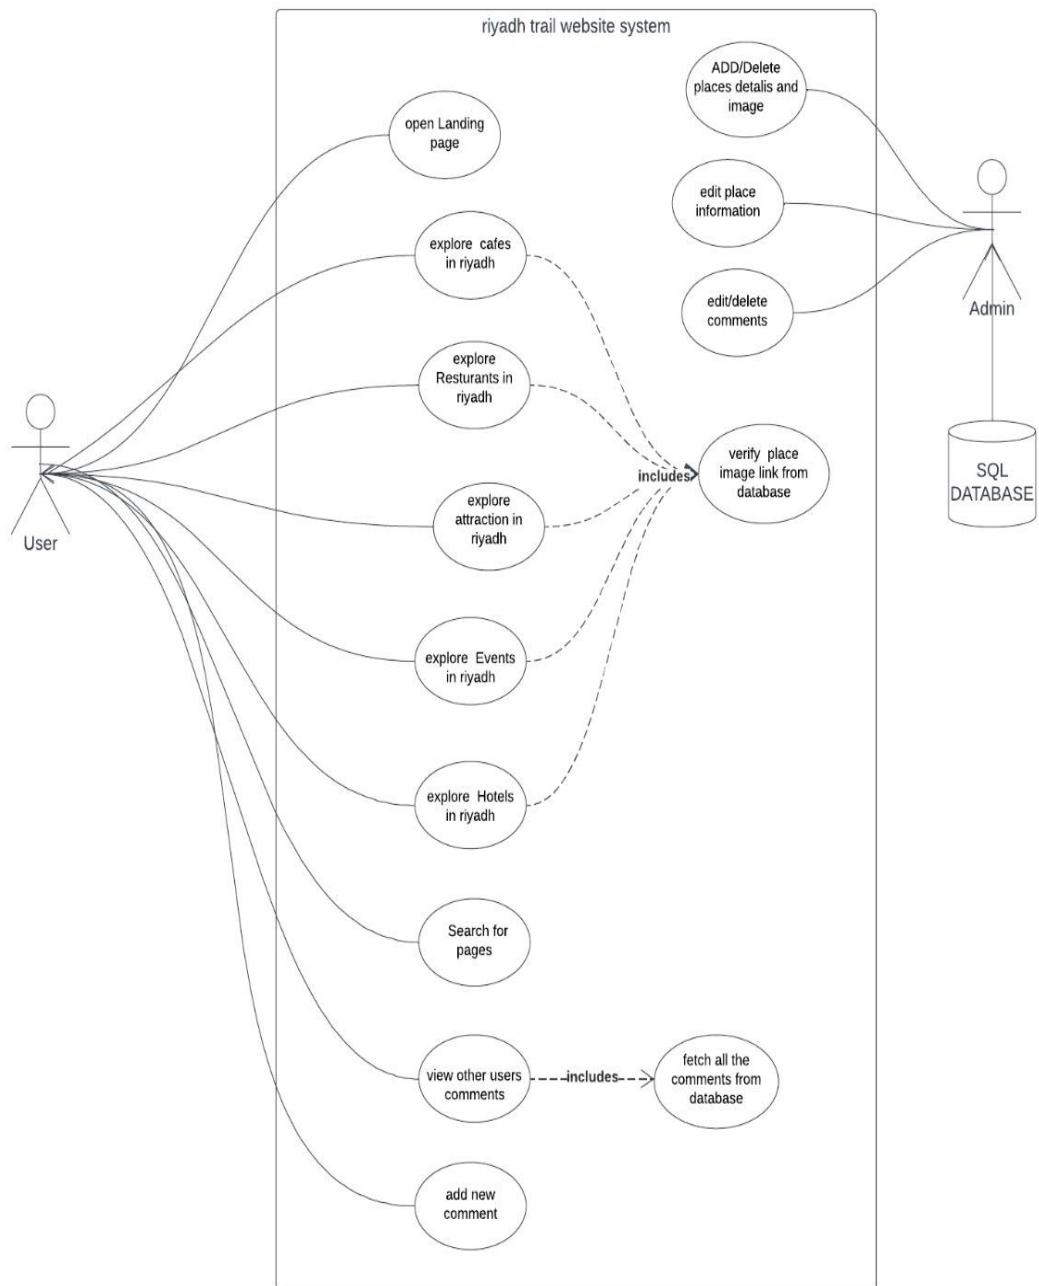 riyadh trail website system
ADD/Delete
places detalis and
image
open Landing
page
edit place
information
explore cafes
in riyadh
edit/delete
comments
Admin
explore
Resturants in
riyadh
verify place
image link from
database
includes
SQL
DATABASE
User
explore
attraction in
riyadh
explore Events
in riyadh
explore Hotels
in riyadh
Search for
pages
view other users
comments
includes
fetch all the
comments from
database
add new
comment